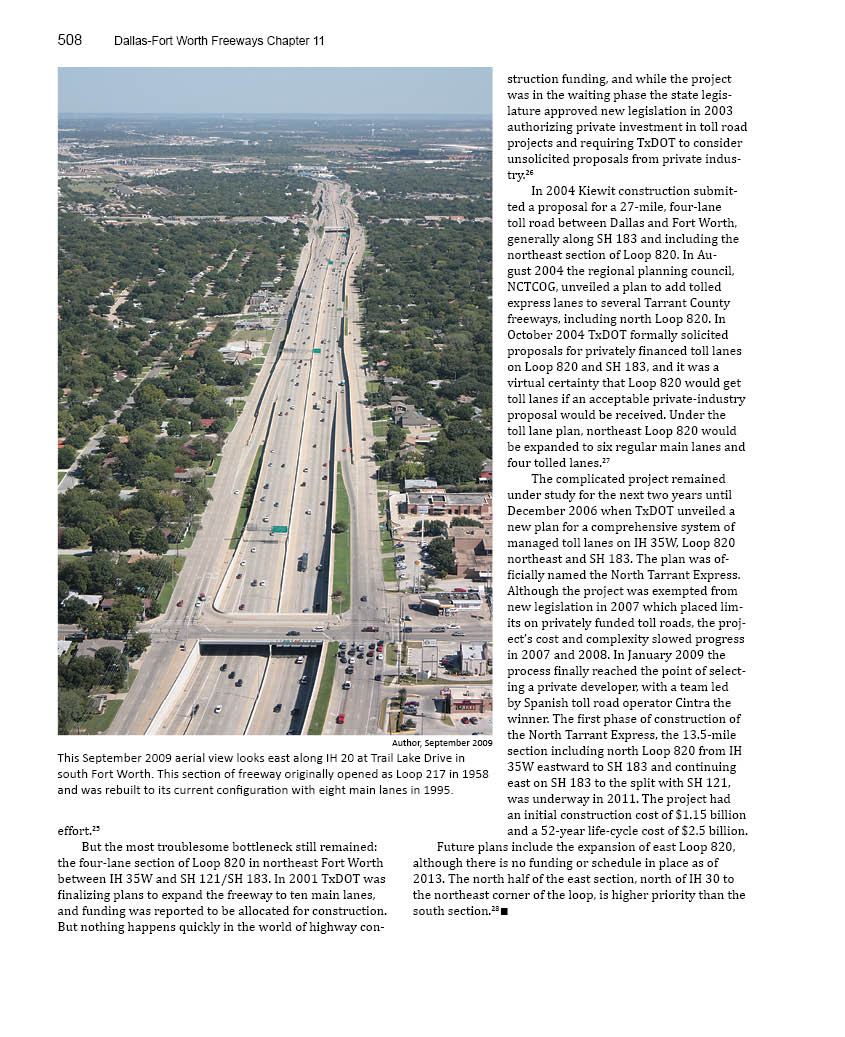 508 Dallas-Fort Worth Freeways Chapter 11
Author, September 2009
This September 2009 aerial view looks east along IH 20 at Trail Lake Drive in
south Fort Worth. This section of freeway originally opened as Loop 217 in 1958
and was rebuilt to its current configuration with eight main lanes in 1995.
effort.²⁵
But the most troublesome bottleneck still remained:
the four-lane section of Loop 820 in northeast Fort Worth
between IH 35W and SH 121/SH 183. In 2001 TxDOT was
finalizing plans to expand the freeway to ten main lanes,
and funding was reported to be allocated for construction.
But nothing happens quickly in the world of highway con-
struction funding, and while the project
was in the waiting phase the state legis-
lature approved new legislation in 2003
authorizing private investment in toll road
projects and requiring TxDOT to consider
unsolicited proposals from private indus-
try.²⁶
In 2004 Kiewit construction submit-
ted a proposal for a 27-mile, four-lane
toll road between Dallas and Fort Worth,
generally along SH 183 and including the
northeast section of Loop 820. In Au-
gust 2004 the regional planning council,
NCTCOG, unveiled a plan to add tolled
express lanes to several Tarrant County
freeways, including north Loop 820. In
October 2004 TxDOT formally solicited
proposals for privately financed toll lanes
on Loop 820 and SH 183, and it was a
virtual certainty that Loop 820 would get
toll lanes if an acceptable private-industry
proposal would be received. Under the
toll lane plan, northeast Loop 820 would
be expanded to six regular main lanes and
four tolled lanes.²⁷
The complicated project remained
under study for the next two years until
December 2006 when TxDOT unveiled a
new plan for a comprehensive system of
managed toll lanes on IH 35W, Loop 820
northeast and SH 183. The plan was of-
ficially named the North Tarrant Express.
Although the project was exempted from
new legislation in 2007 which placed lim-
its on privately funded toll roads, the proj-
ect's cost and complexity slowed progress
in 2007 and 2008. In January 2009 the
process finally reached the point of select-
ing a private developer, with a team led
by Spanish toll road operator Cintra the
winner. The first phase of construction of
the North Tarrant Express, the 13.5-mile
section including north Loop 820 from IH
35W eastward to SH 183 and continuing
east on SH 183 to the split with SH 121,
was underway in 2011. The project had
an initial construction cost of $1.15 billion
and a 52-year life-cycle cost of $2.5 billion.
Future plans include the expansion of east Loop 820,
although there is no funding or schedule in place as of
2013. The north half of the east section, north of IH 30 to
the northeast corner of the loop, is higher priority than the
south section.²⁸■